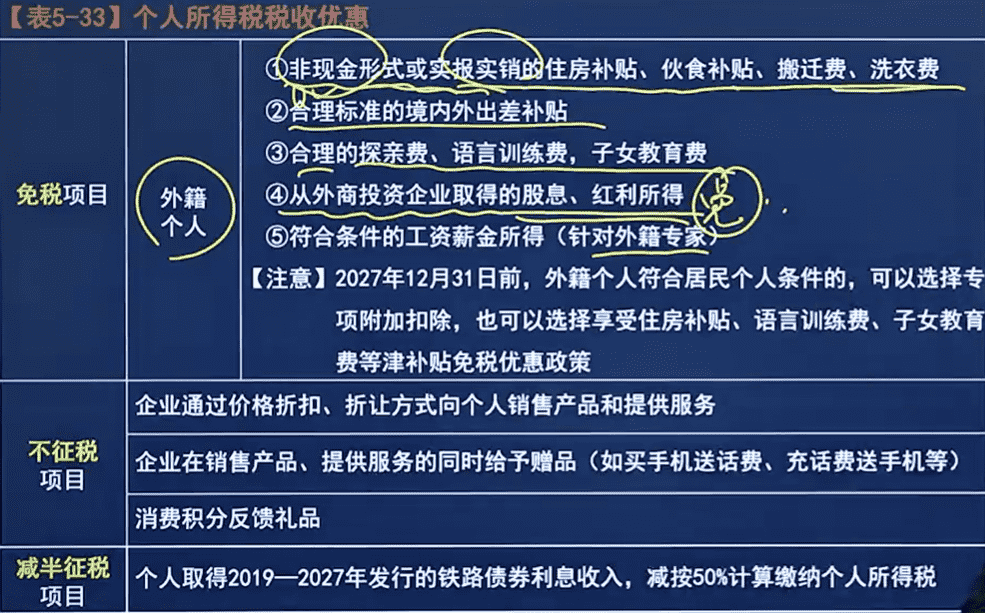 【表5-33】个人所得税税收优惠
免税项目
外籍
个人
①非现金形式或实报实销的住房补贴、伙食补贴、搬迁费、洗衣费
②合理标准的境内外出差补贴
③合理的探亲费、语言训练费，子女教育费
④从外商投资企业取得的股息、红利所得
免
⑤符合条件的工资薪金所得（针对外籍专家）
【注意】2027年12月31日前，外籍个人符合居民个人条件的，可以选择专
项附加扣除，也可以选择享受住房补贴、语言训练费、子女教育
费等津补贴免税优惠政策
不征税
项目
企业通过价格折扣、折让方式向个人销售产品和提供服务
企业在销售产品、提供服务的同时给予赠品（如买手机送话费、充话费送手机等）
消费积分反馈礼品
减半征税
项目
个人取得2019—2027年发行的铁路债券利息收入，减按50%计算缴纳个人所得税